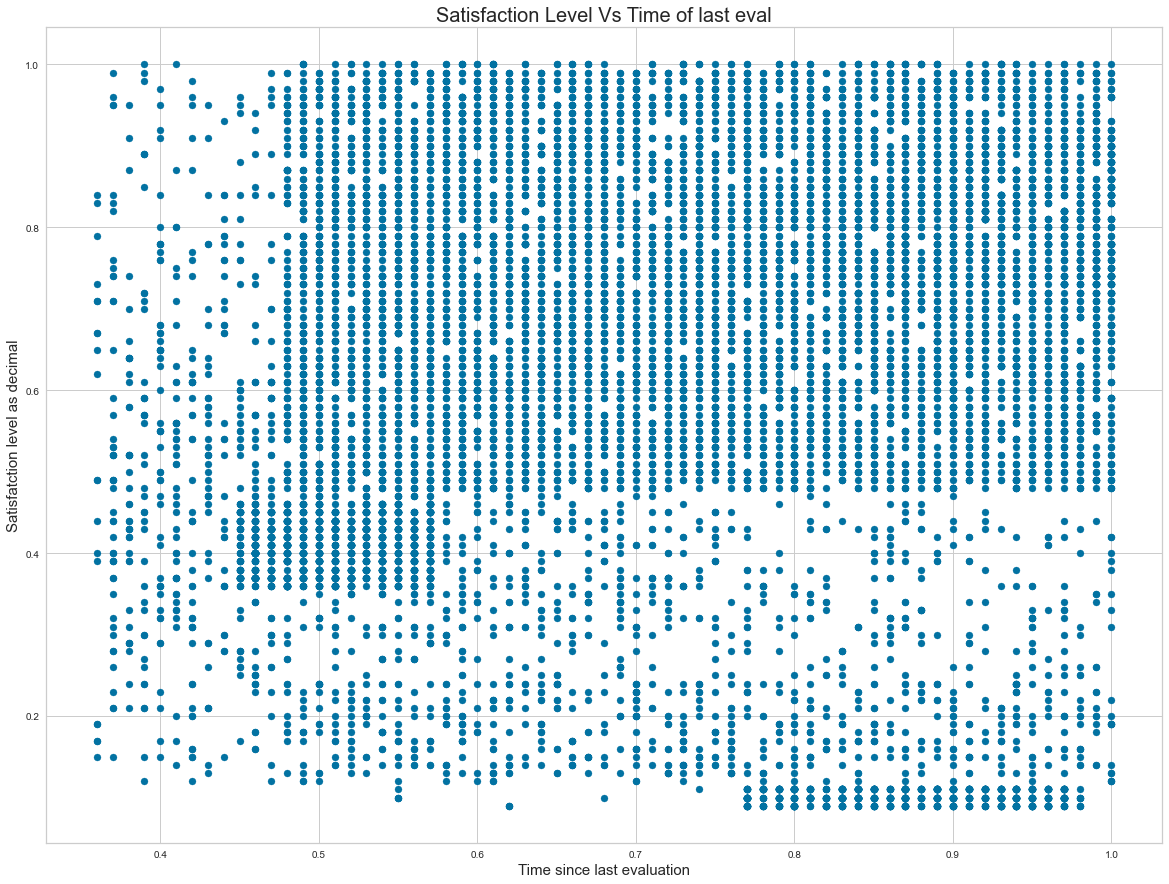 Satisfaction Level Vs Time of last eval
1.0
0.8
0.6
0.4
0.2
Satisfatction level as decimal
0.4 0.5 0.6 0.7 0.8 0.9 1.0
Time since last evaluation